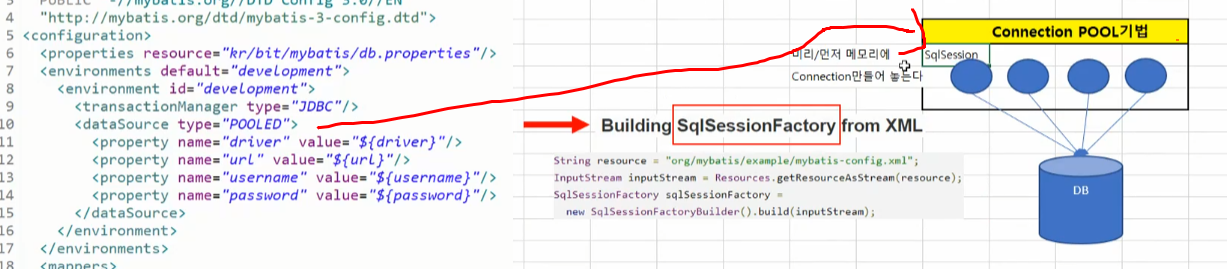 PUBLIC "-//mybatis.org//DTD Config 3.0//EN"
4 "http://mybatis.org/dtd/mybatis-3-config.dtd">
5 <configuration>
6 <properties resource="kr/bit/mybatis/db.properties"/>
7 <environments default="development">
8 <environment id="development">
9 <transactionManager type="JDBC"/>
10 <dataSource type="POOLED">
11 <property name="driver" value="${driver}"/>
12 <property name="url" value="${url}"/>
13 <property name="username" value="${username}"/>
14 <property name="password" value="${password}"/>
15 </dataSource>
16 </environment>
17 </environments>
18 <mappers>
Connection POOL기법
미리/먼저 메모리에
SqlSession
Connection만들어 놓는다
Building SqlSessionFactory from XML
String resource = "org/mybatis/example/mybatis-config.xml";
InputStream inputStream = Resources.getResourceAsStream(resource);
SqlSessionFactory sqlSessionFactory =
new SqlSessionFactoryBuilder().build(inputStream);
DB